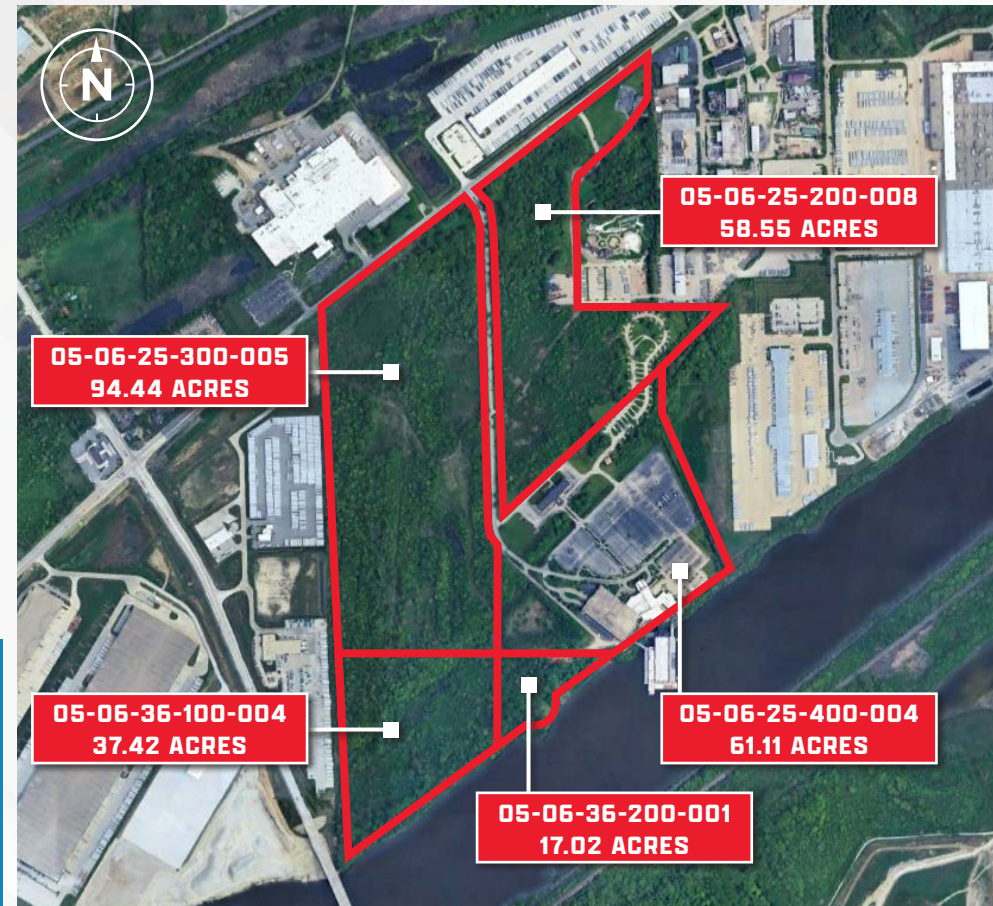 N
05-06-25-200-008
58.55 ACRES
05-06-25-300-005
94.44 ACRES
05-06-36-100-004
37.42 ACRES
05-06-25-400-004
61.11 ACRES
05-06-36-200-001
17.02 ACRES